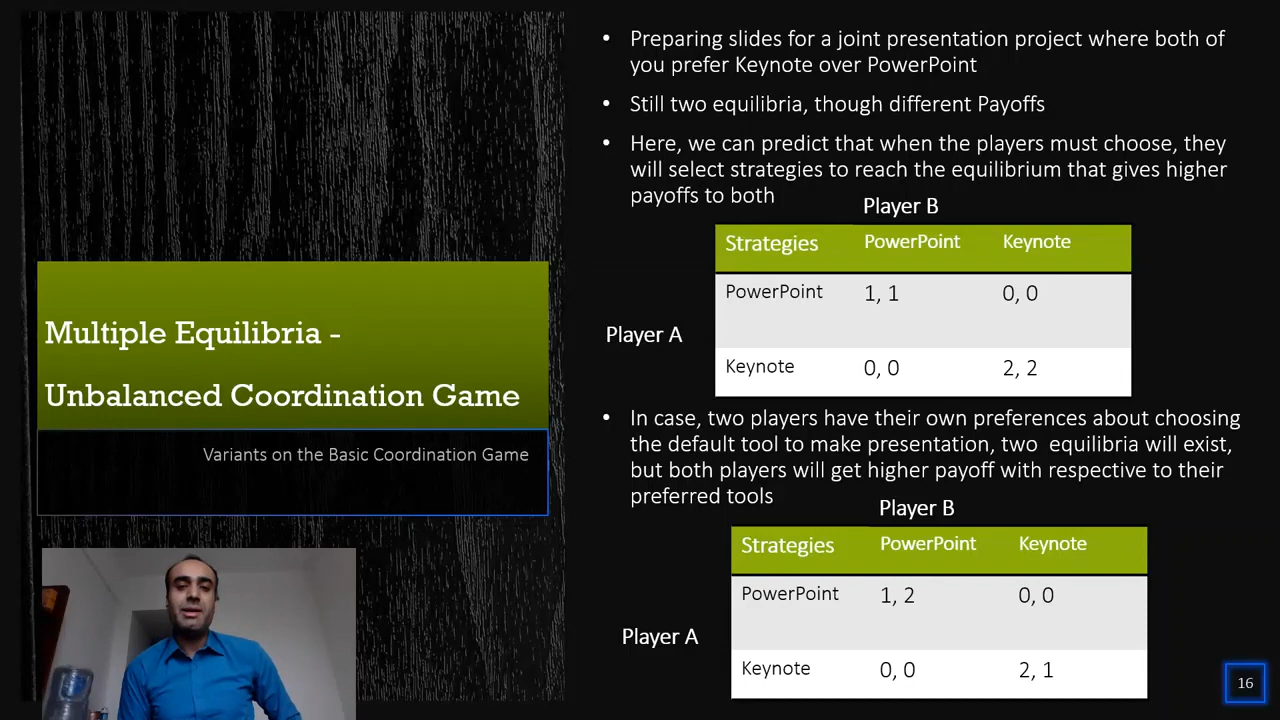 Multiple Equilibria -
Unbalanced Coordination Game
Variants on the Basic Coordination Game
• Preparing slides for a joint presentation project where both of
you prefer Keynote over PowerPoint
• Still two equilibria, though different Payoffs
• Here, we can predict that when the players must choose, they
will select strategies to reach the equilibrium that gives higher
payoffs to both
Player B
Strategies PowerPoint Keynote
PowerPoint 1, 1 0, 0
Player A
Keynote 0, 0 2, 2
• In case, two players have their own preferences about choosing
the default tool to make presentation, two equilibria will exist,
but both players will get higher payoff with respective to their
preferred tools
Player B
Strategies PowerPoint Keynote
PowerPoint 1, 2 0, 0
Player A
Keynote 0, 0 2, 1
16